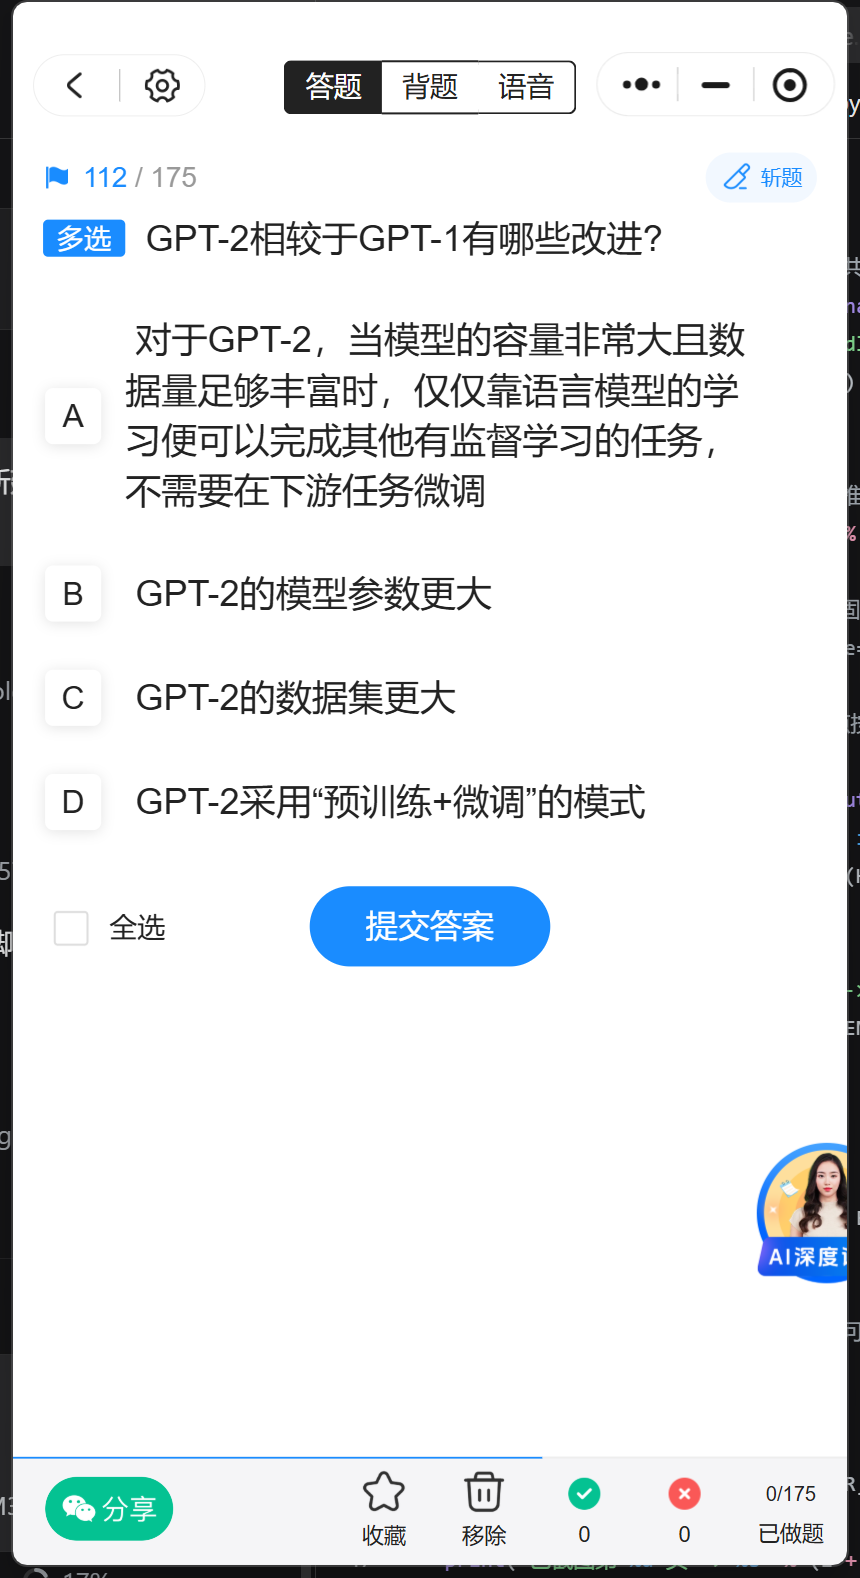 答题 背题 语音
112 / 175
斩题
多选 GPT-2相较于GPT-1有哪些改进?
对于GPT-2，当模型的容量非常大且数
据量足够丰富时，仅仅靠语言模型的学
A
习便可以完成其他有监督学习的任务，
不需要在下游任务微调
B GPT-2的模型参数更大
C GPT-2的数据集更大
D GPT-2采用“预训练+微调”的模式
全选 提交答案
AI深度
分享
收藏
移除
0
0
0/175
已做题
17%